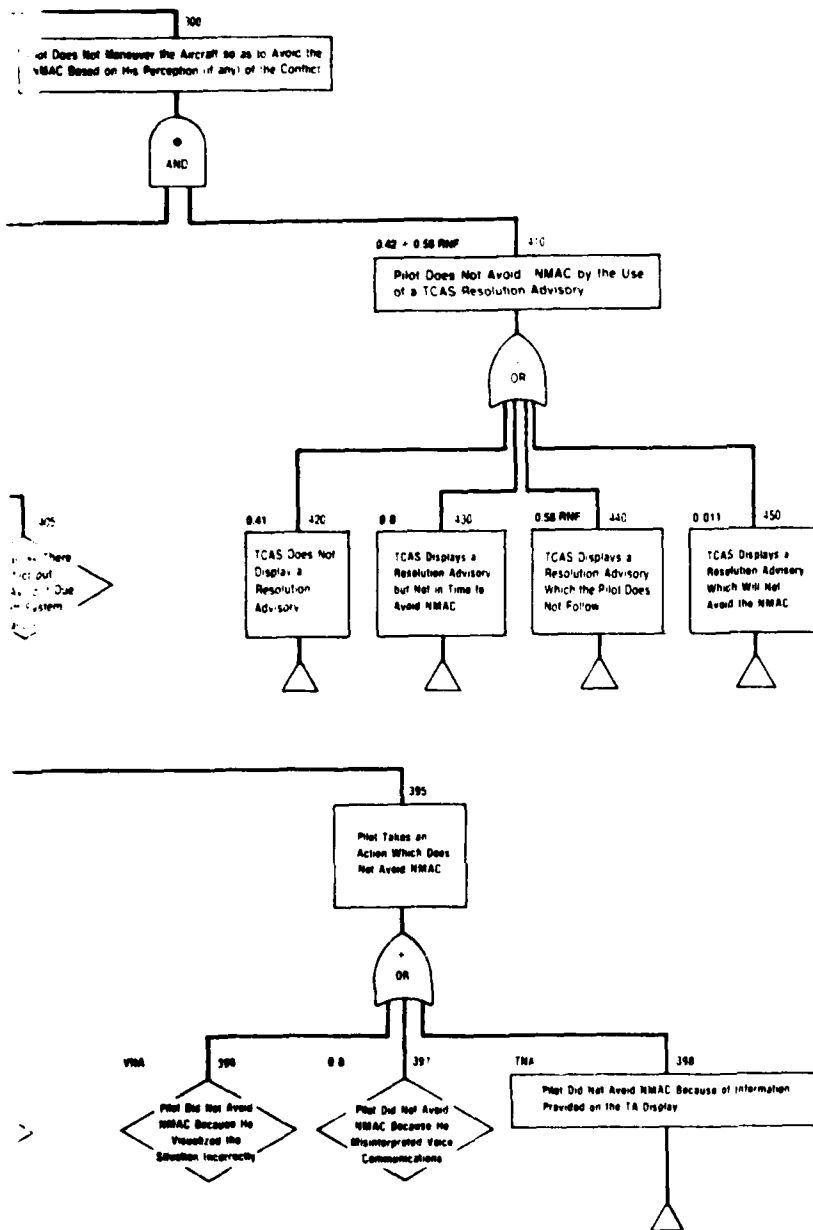 300
Pilot Does Not Maneuver the Aircraft so as to Avoid the
NMAC Based on His Perception (if any) of the Conflict
AND
0.42 + 0.58 RNF 410
Pilot Does Not Avoid NMAC by the Use
of a TCAS Resolution Advisory
OR
405
There
but
Due
System
0.41 420
TCAS Does Not
Display a
Resolution
Advisory
0.0 430
TCAS Displays a
Resolution Advisory
but Not in Time to
Avoid NMAC
0.58 RNF 440
TCAS Displays a
Resolution Advisory
Which the Pilot Does
Not Follow
0.011 450
TCAS Displays a
Resolution Advisory
Which Will Not
Avoid the NMAC
395
Pilot Takes an
Action Which Does
Not Avoid NMAC
+
OR
VNA 396
Pilot Did Not Avoid
NMAC Because He
Visualized the
Situation Incorrectly
0.0 397
Pilot Did Not Avoid
NMAC Because He
Misinterpreted Voice
Communications
TNA 398
Pilot Did Not Avoid NMAC Because of Information
Provided on the TA Display